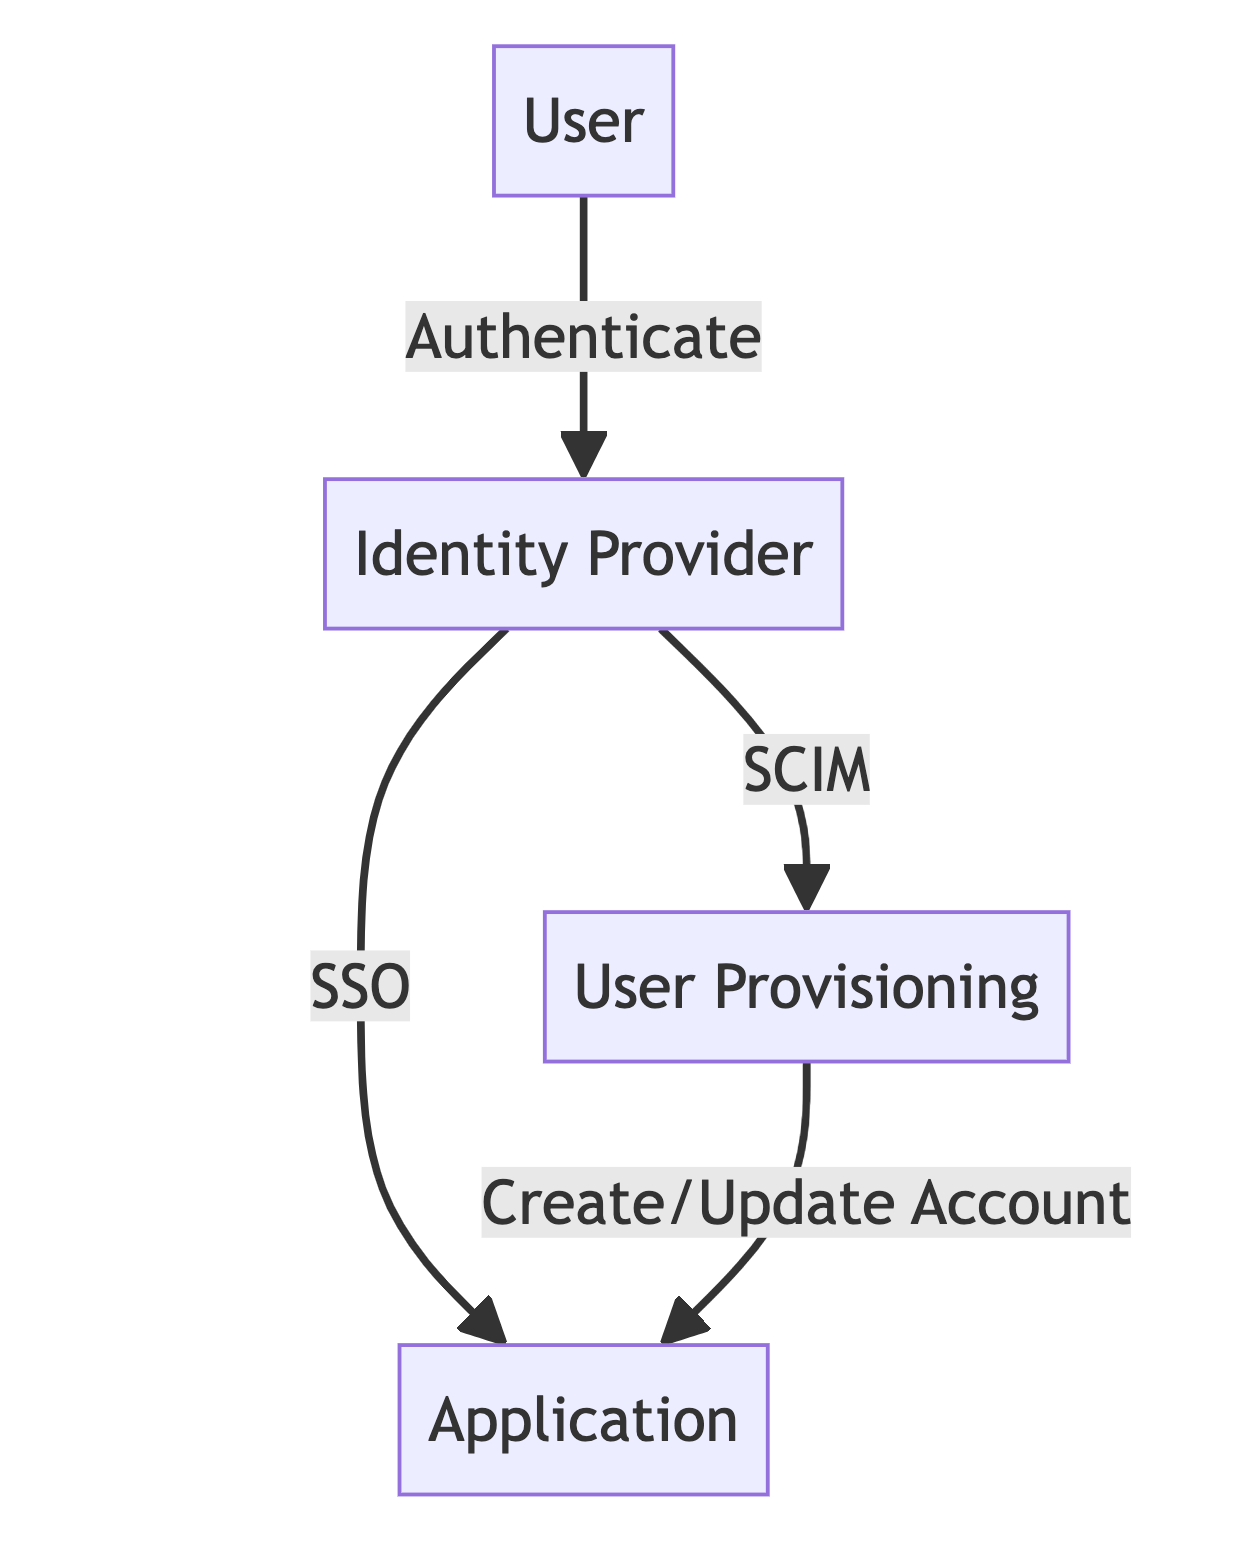 User
Authenticate
Identity Provider
SCIM
SSO
User Provisioning
Create/Update Account
Application